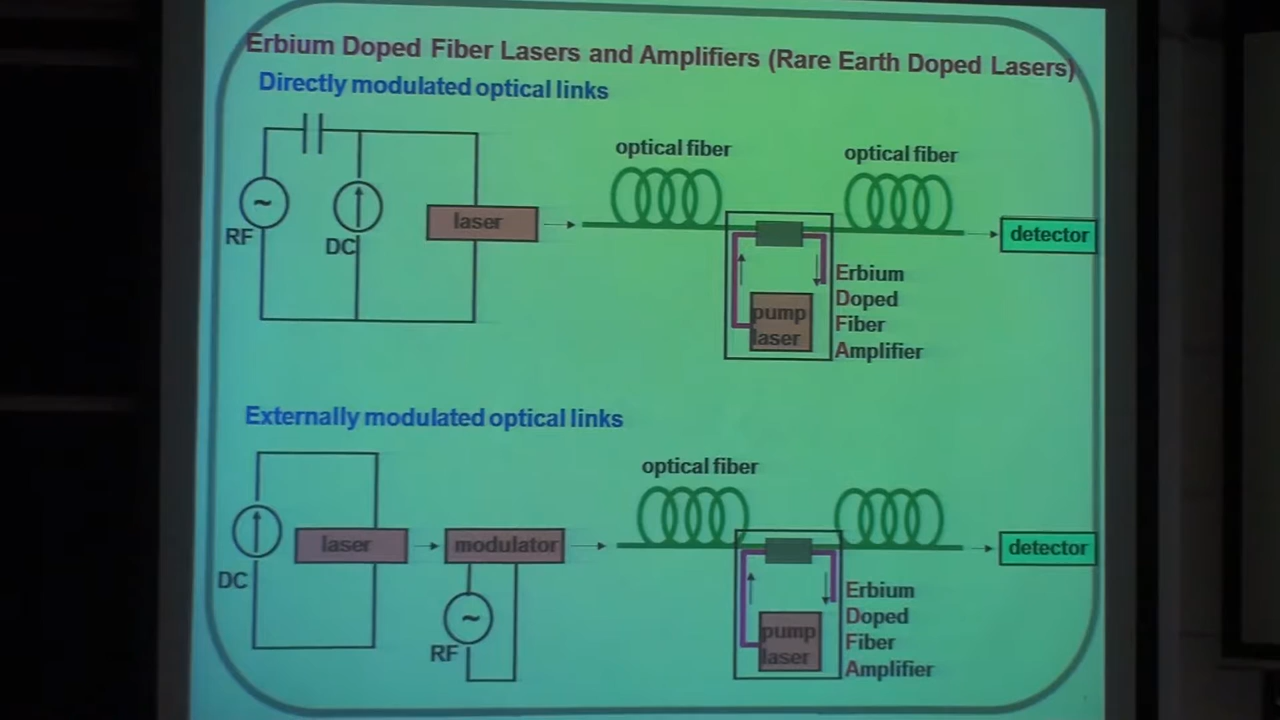 Erbium Doped Fiber Lasers and Amplifiers (Rare Earth Doped Lasers)
Directly modulated optical links
optical fiber
optical fiber
~
RF
DC
laser
detector
pump
laser
Erbium
Doped
Fiber
Amplifier
Externally modulated optical links
optical fiber
DC
laser
modulator
~
RF
detector
pump
laser
Erbium
Doped
Fiber
Amplifier